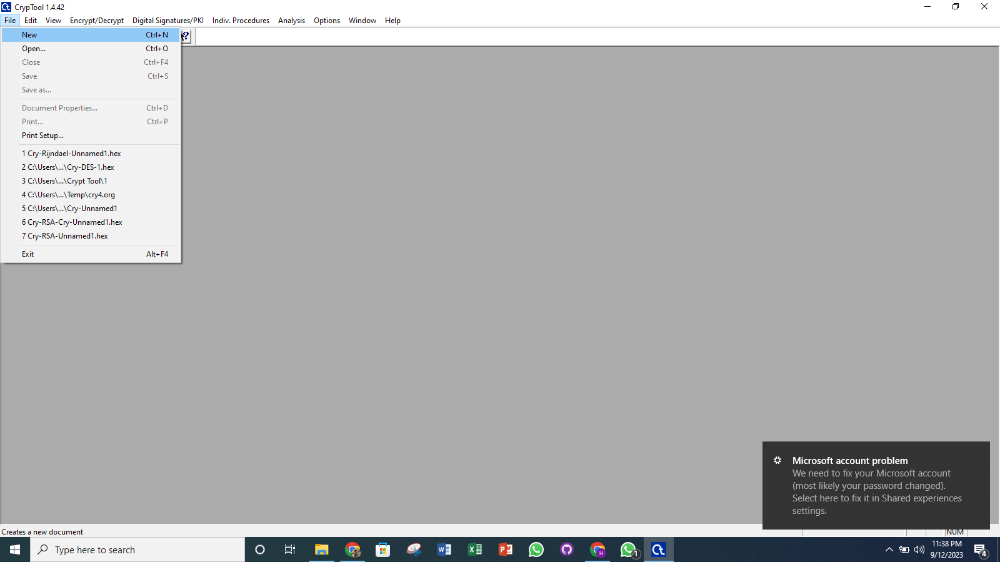 CrypTool 1.4.42
File Edit View Encrypt/Decrypt Digital Signatures/PKI Indiv. Procedures Analysis Options Window Help
New Ctrl+N
Open... Ctrl+O
Close Ctrl+F4
Save Ctrl+S
Save as...
Document Properties... Ctrl+D
Print... Ctrl+P
Print Setup...
1 Cry-Rijndael-Unnamed1.hex
2 C:\Users\...\Cry-DES-1.hex
3 C:\Users\...\Crypt Tool\1
4 C:\Users\...\Temp\cry4.org
5 C:\Users\...\Cry-Unnamed1
6 Cry-RSA-Cry-Unnamed1.hex
7 Cry-RSA-Unnamed1.hex
Exit Alt+F4
Microsoft account problem
We need to fix your Microsoft account
(most likely your password changed).
Select here to fix it in Shared experiences
settings.
Creates a new document NUM
Type here to search
H
1
11:38 PM
9/12/2023
4